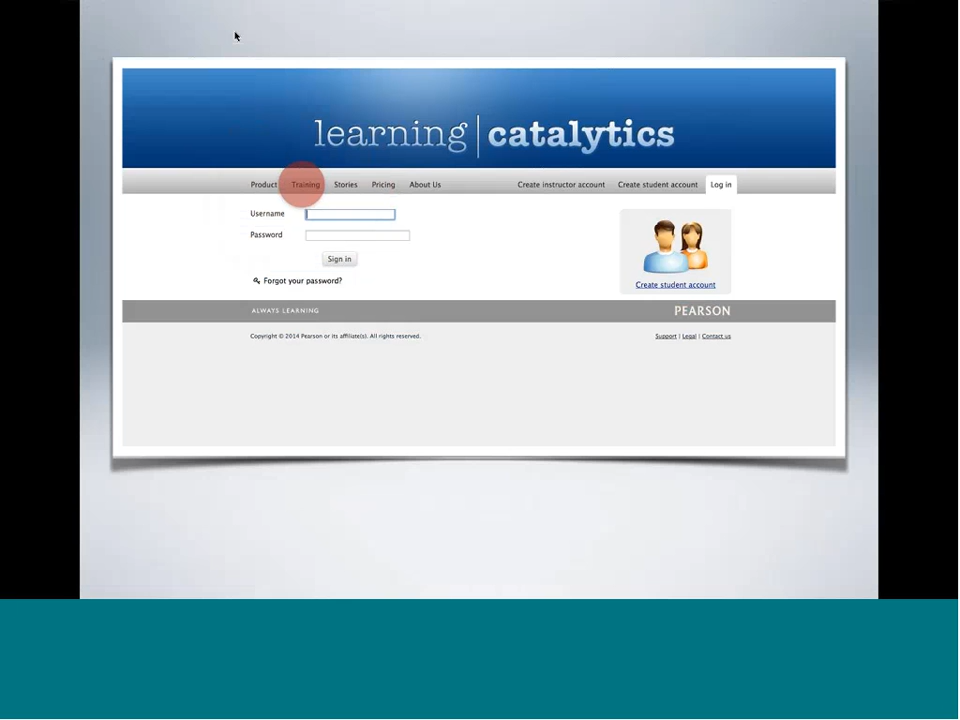 learning | catalytics
Product Training Stories Pricing About Us Create instructor account Create student account Log in
Username
Password
Sign in
Forgot your password?
Create student account
ALWAYS LEARNING PEARSON
Copyright © 2014 Pearson or its affiliate(s). All rights reserved. Support | Legal | Contact us